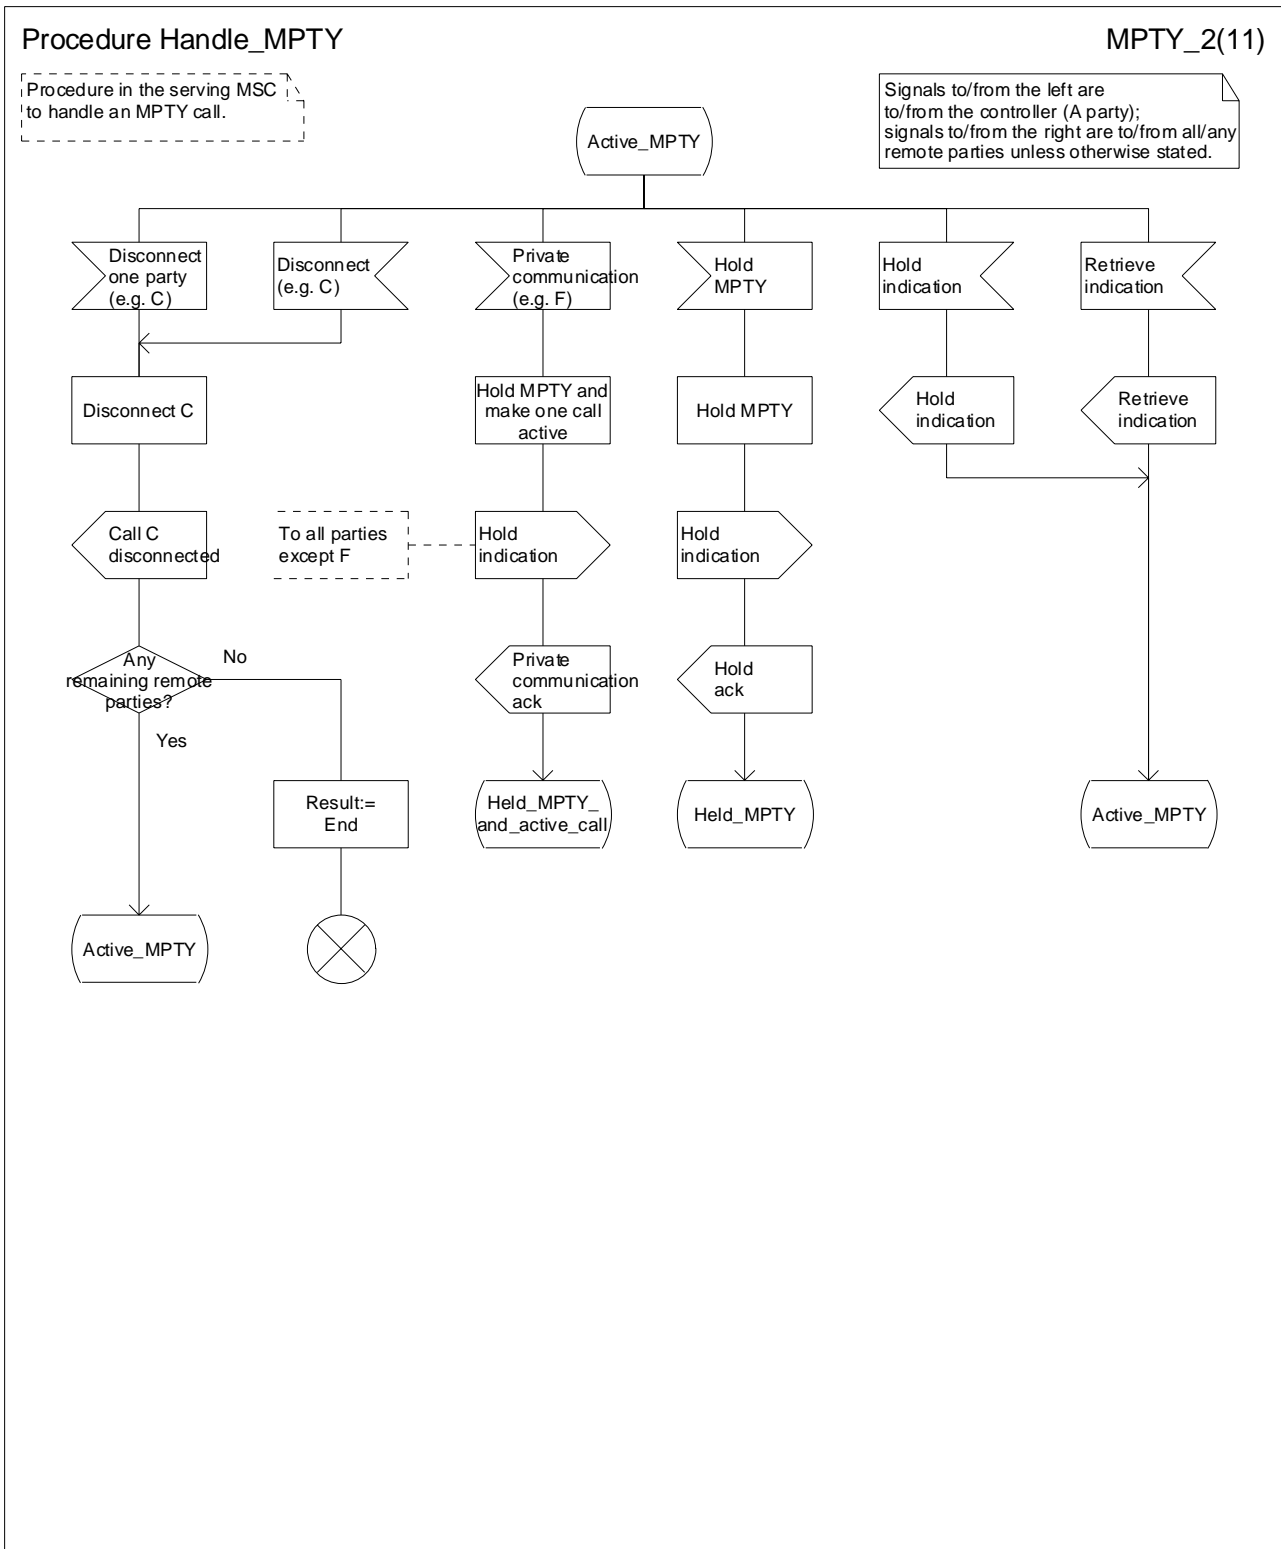 Procedure Handle_MPTY
MPTY_2(11)
Procedure in the serving MSC
to handle an MPTY call.
Signals to/from the left are
to/from the controller (A party);
signals to/from the right are to/from all/any
remote parties unless otherwise stated.
Active_MPTY
Disconnect
one party
(e.g. C)
Disconnect
(e.g. C)
Private
communication
(e.g. F)
Hold
MPTY
Hold
indication
Retrieve
indication
Disconnect C
Hold MPTY and
make one call
active
Hold MPTY
Hold
indication
Retrieve
indication
Call C
disconnected
To all parties
except F
Hold
indication
Hold
indication
Any
remaining remote
parties?
No
Yes
Private
communication
ack
Hold
ack
Result:=
End
Held_MPTY_
and_active_call
Held_MPTY
Active_MPTY
Active_MPTY